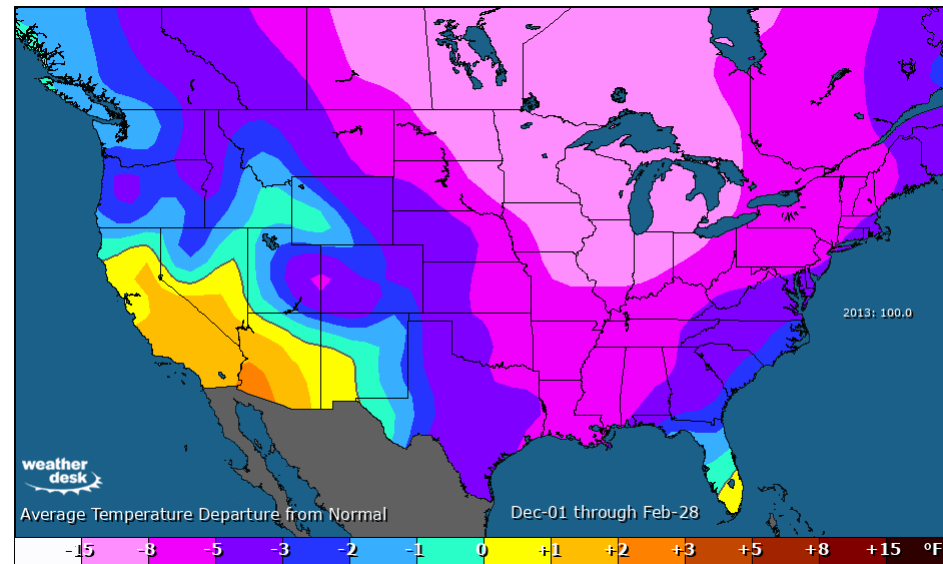 2013: 100.0
weather
desk
Average Temperature Departure from Normal
Dec-01 through Feb-28
-15 -8 -5 -3 -2 -1 0 +1 +2 +3 +5 +8 +15 °F